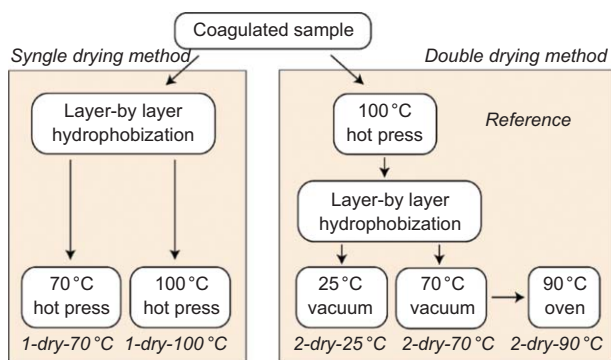 Coagulated sample
Syngle drying method
Double drying method
Layer-by layer
hydrophobization
100 °C
hot press
Reference
Layer-by layer
hydrophobization
70 °C
hot press
100 °C
hot press
25 °C
vacuum
70 °C
vacuum
90 °C
oven
1-dry-70 °C 1-dry-100 °C
2-dry-25 °C 2-dry-70 °C 2-dry-90 °C